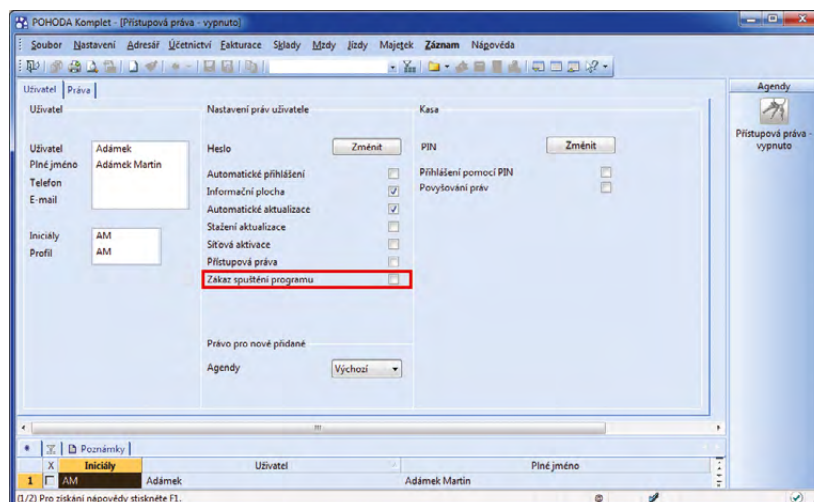 POHODA Komplet - [Přístupová práva - vypnuto]
Soubor Nastavení Adresář Účetnictví Fakturace Sklady Mzdy Jízdy Majetek Záznam Nápověda
Uživatel Práva
Agendy
Přístupová práva - vypnuto
Uživatel
Uživatel Adámek
Plné jméno Adámek Martin
Telefon
E-mail
Iniciály AM
Profil AM
Nastavení práv uživatele
Heslo Změnit
Automatické přihlášení
Informační plocha
Automatické aktualizace
Stažení aktualizace
Síťová aktivace
Přístupová práva
Zákaz spuštění programu
Právo pro nově přidané
Agendy Výchozí
Kasa
PIN Změnit
Přihlášení pomocí PIN
Povyšování práv
Poznámky
X Iniciály Uživatel Plné jméno
1 AM Adámek Adámek Martin
(1/2) Pro získání nápovědy stiskněte F1.